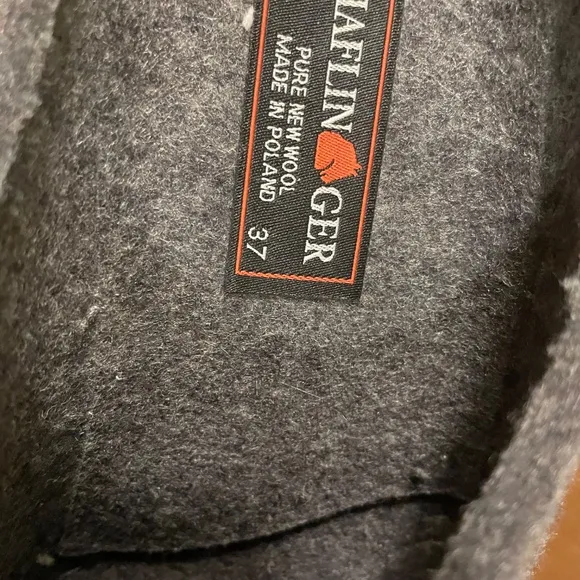 HAFLINGER
PURE NEW WOOL
MADE IN POLAND 37